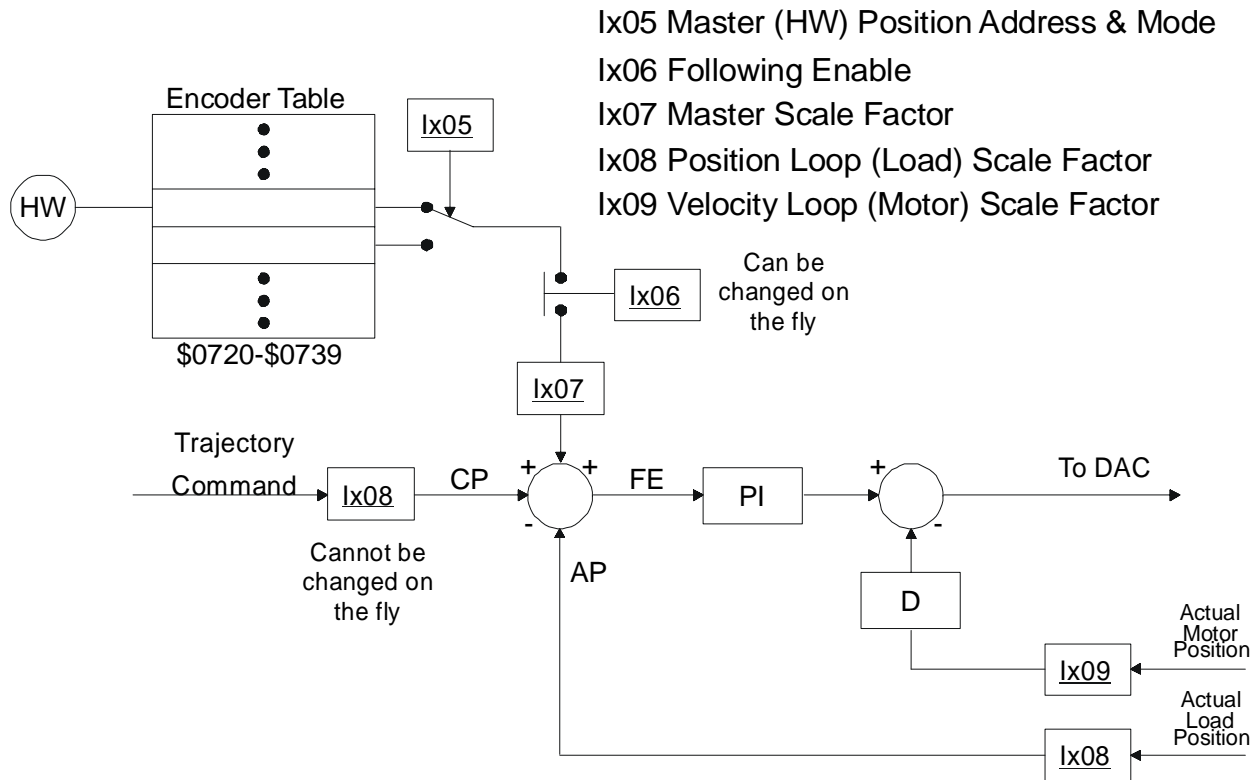 Ix05 Master (HW) Position Address & Mode
Ix06 Following Enable
Ix07 Master Scale Factor
Ix08 Position Loop (Load) Scale Factor
Ix09 Velocity Loop (Motor) Scale Factor
Encoder Table
Ix05
HW
Can be
changed on
the fly
Ix06
$0720-$0739
Ix07
Trajectory
Command
Ix08
CP
+
+
-
FE
PI
+
-
To DAC
Cannot be
changed on
the fly
AP
D
Actual
Motor
Position
Ix09
Actual
Load
Position
Ix08